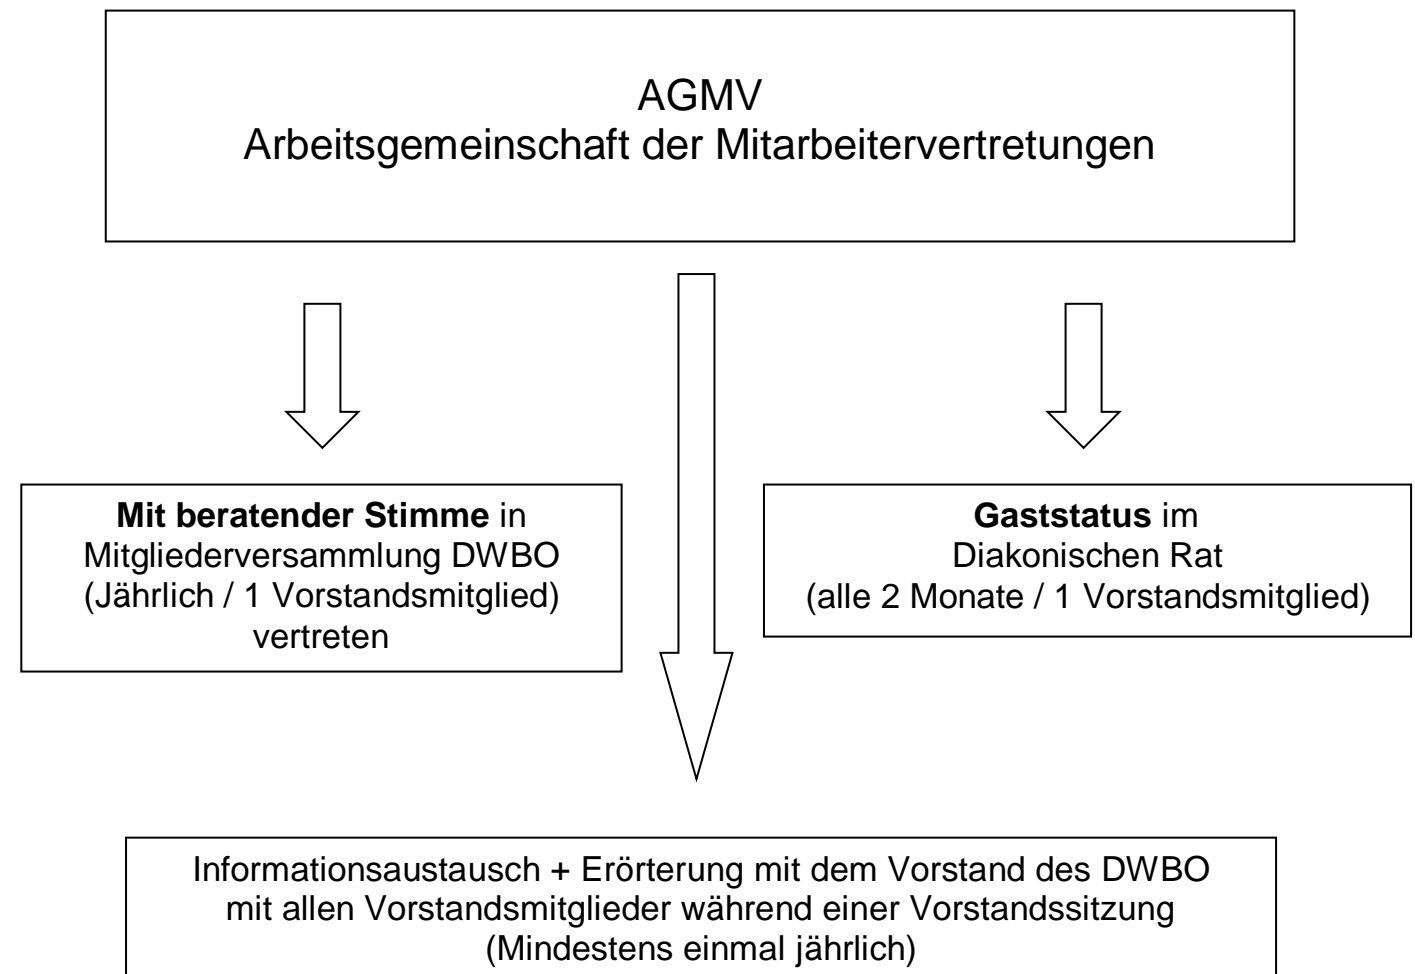 AGMV
Arbeitsgemeinschaft der Mitarbeitervertretungen
Mit beratender Stimme in
Mitgliederversammlung DWBO
(Jährlich / 1 Vorstandsmitglied)
vertreten
Gaststatus im
Diakonischen Rat
(alle 2 Monate / 1 Vorstandsmitglied)
Informationsaustausch + Erörterung mit dem Vorstand des DWBO
mit allen Vorstandsmitglieder während einer Vorstandssitzung
(Mindestens einmal jährlich)